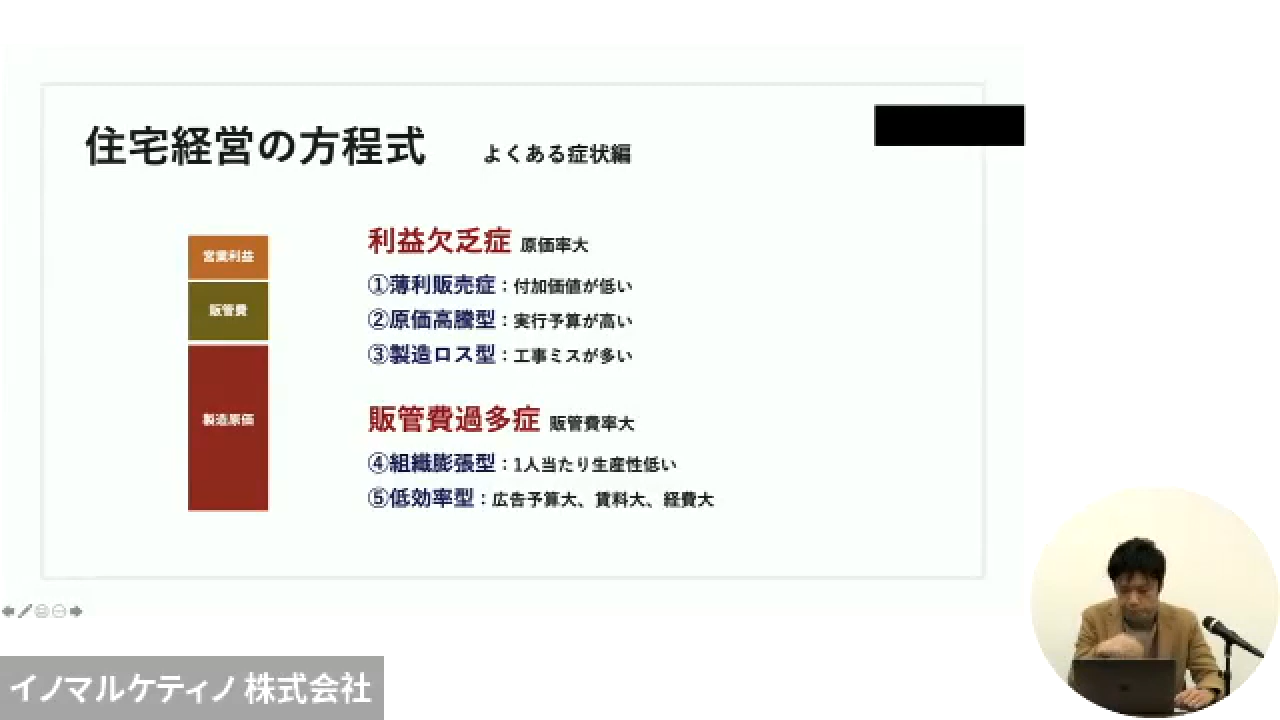 住宅経営の方程式 よくある症状編
営業利益
販管費
製造原価
利益欠乏症 原価率大
①薄利販売症：付加価値が低い
②原価高騰型：実行予算が高い
③製造ロス型：工事ミスが多い
販管費過多症 販管費率大
④組織膨張型：1人当たり生産性低い
⑤低効率型：広告予算大、賃料大、経費大
イノマルケティノ 株式会社